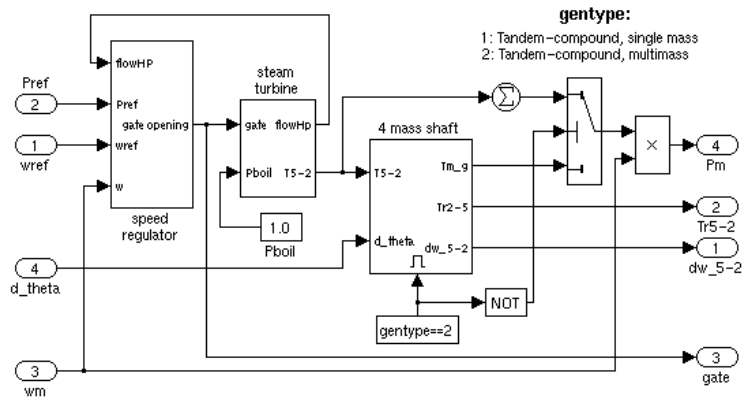 gentype:
1: Tandem-compound, single mass
2: Tandem-compound, multimass
flowHP
Pref
2
Pref
gate opening
1
wref
wref
w
speed
regulator
steam
turbine
gate
flowHp
Pboil
T5-2
1.0
Pboil
Σ
4 mass shaft
T5-2
Tm_g
Tr2-5
d_theta
dw_5-2
×
4
Pm
2
Tr5-2
1
dw_5-2
4
d_theta
NOT
gentype==2
3
gate
3
wm